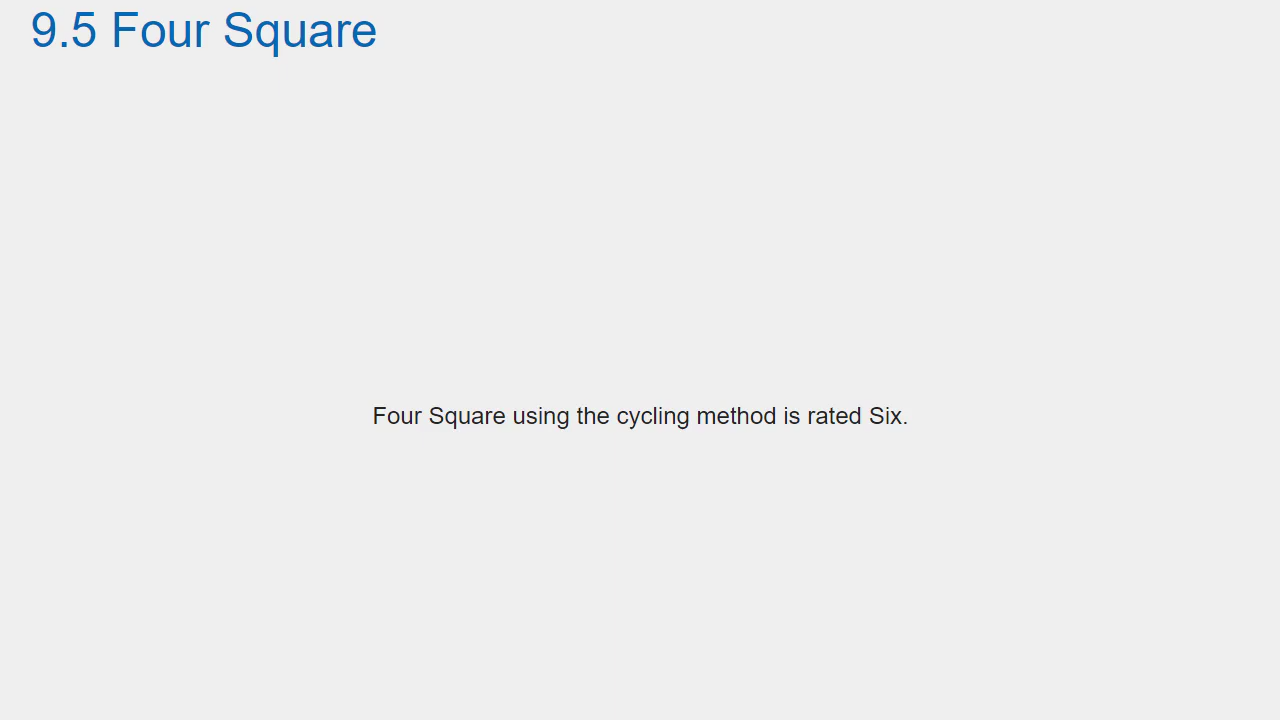 9.5 Four Square
Four Square using the cycling method is rated Six.